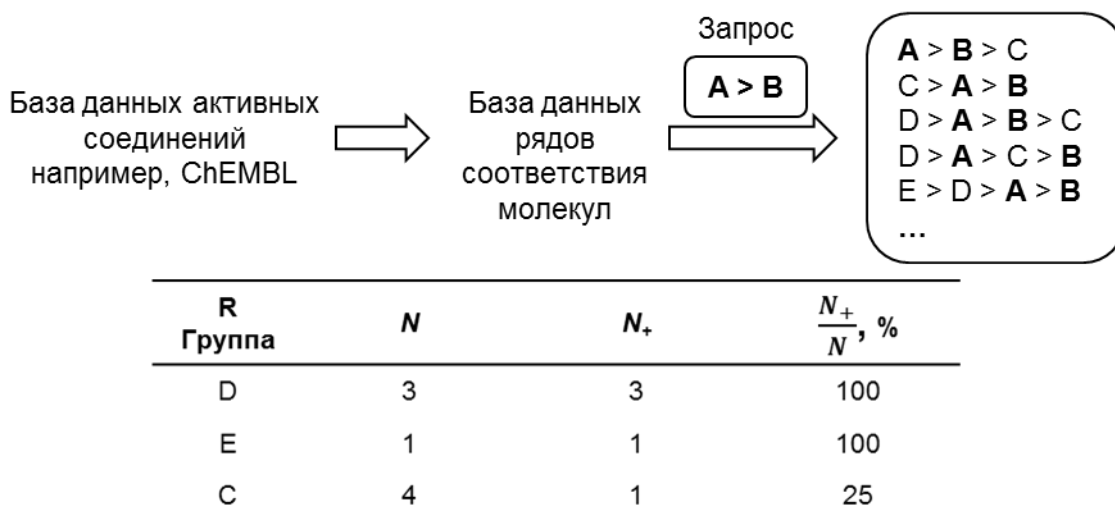 Запрос
A > B
База данных активных
соединений
например, ChEMBL
База данных
рядов
соответствия
молекул
A > B > C
C > A > B
D > A > B > C
D > A > C > B
E > D > A > B
...
R
Группа
N
N₊
N₊/N, %
D 3 3 100
E 1 1 100
C 4 1 25